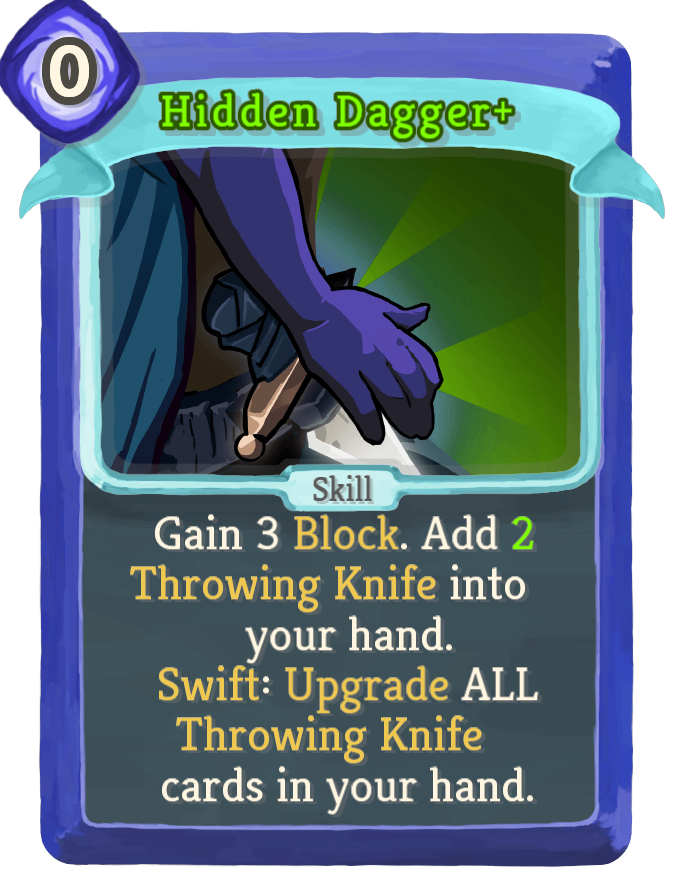 0
Hidden Dagger+
Skill
Gain 3 Block. Add 2
Throwing Knife into
your hand.
Swift: Upgrade ALL
Throwing Knife
cards in your hand.